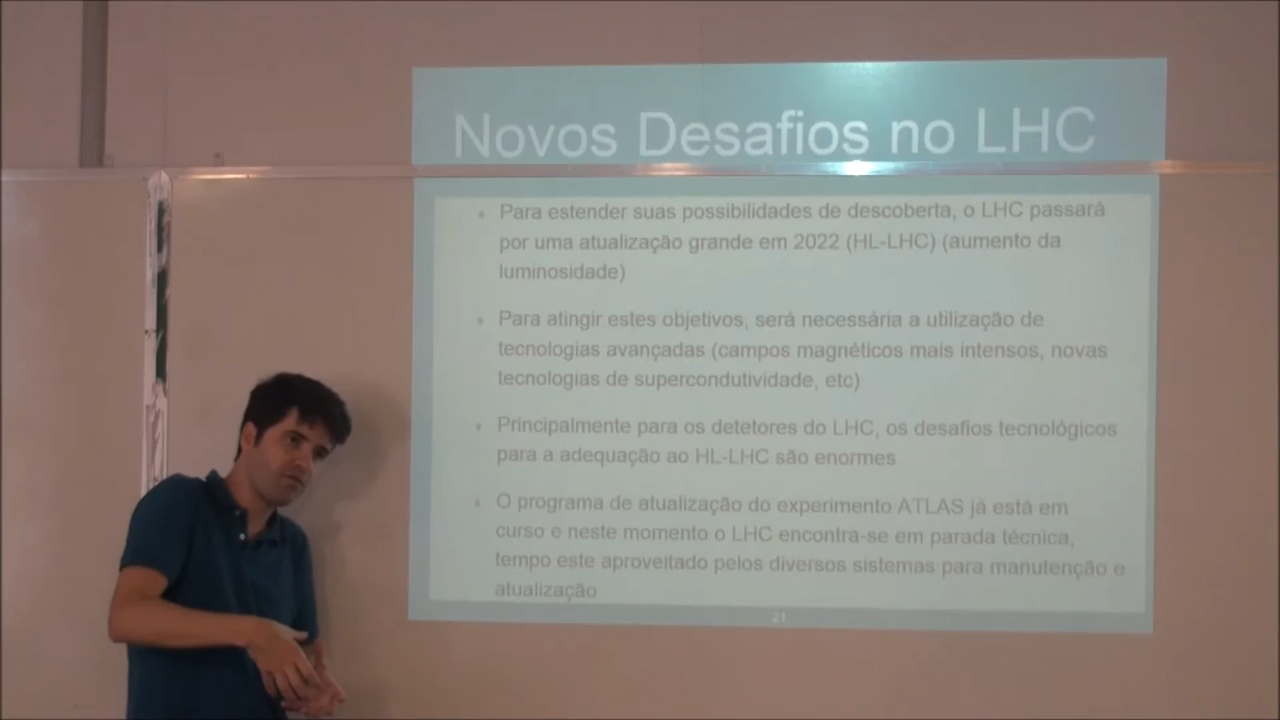 Novos Desafios no LHC
Para estender suas possibilidades de descoberta, o LHC passará
por uma atualização grande em 2022 (HL-LHC) (aumento da
luminosidade)
Para atingir estes objetivos, será necessária a utilização de
tecnologias avançadas (campos magnéticos mais intensos, novas
tecnologias de supercondutividade, etc)
Principalmente para os detetores do LHC, os desafios tecnológicos
para a adequação ao HL-LHC são enormes
O programa de atualização do experimento ATLAS já está em
curso e neste momento o LHC encontra-se em parada técnica,
tempo este aproveitado pelos diversos sistemas para manutenção e
atualização
21